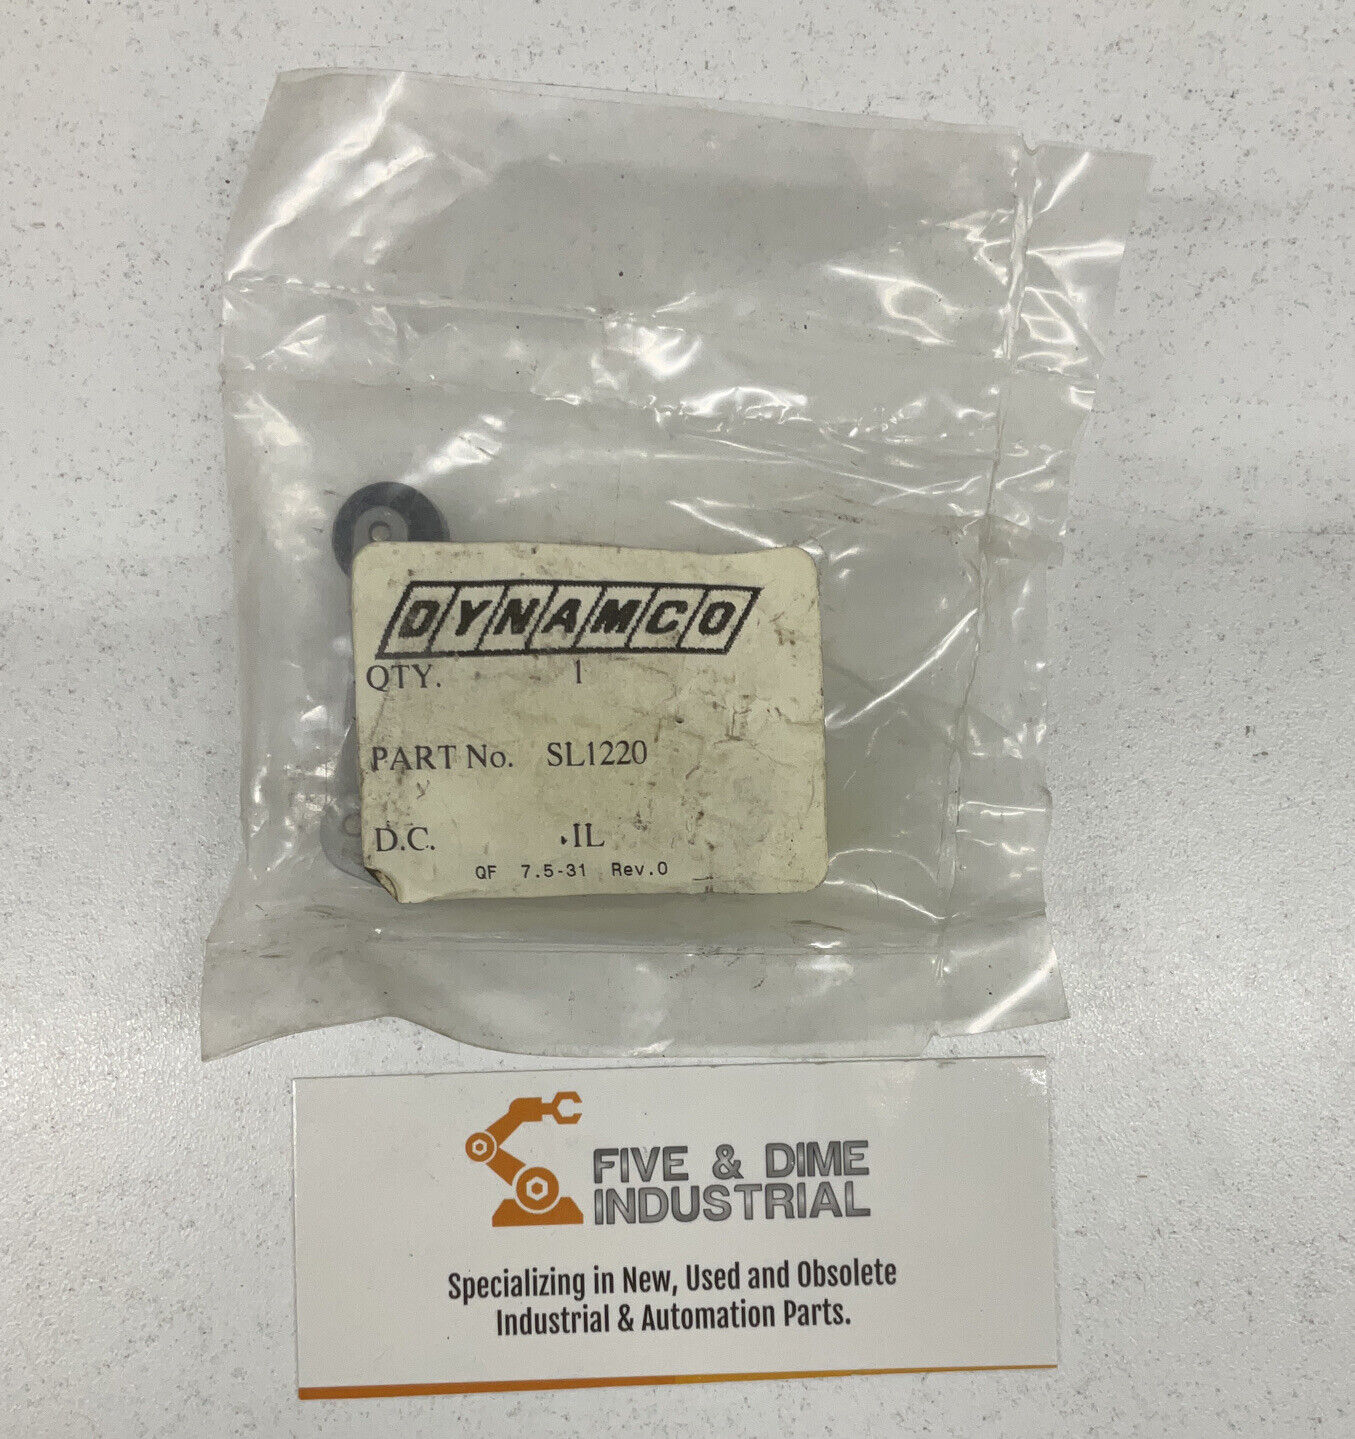 DYNAMCO
QTY. 1
PART No. SL1220
D.C. IL
QF 7.5-31 Rev.0
FIVE & DIME
INDUSTRIAL
Specializing in New, Used and Obsolete
Industrial & Automation Parts.